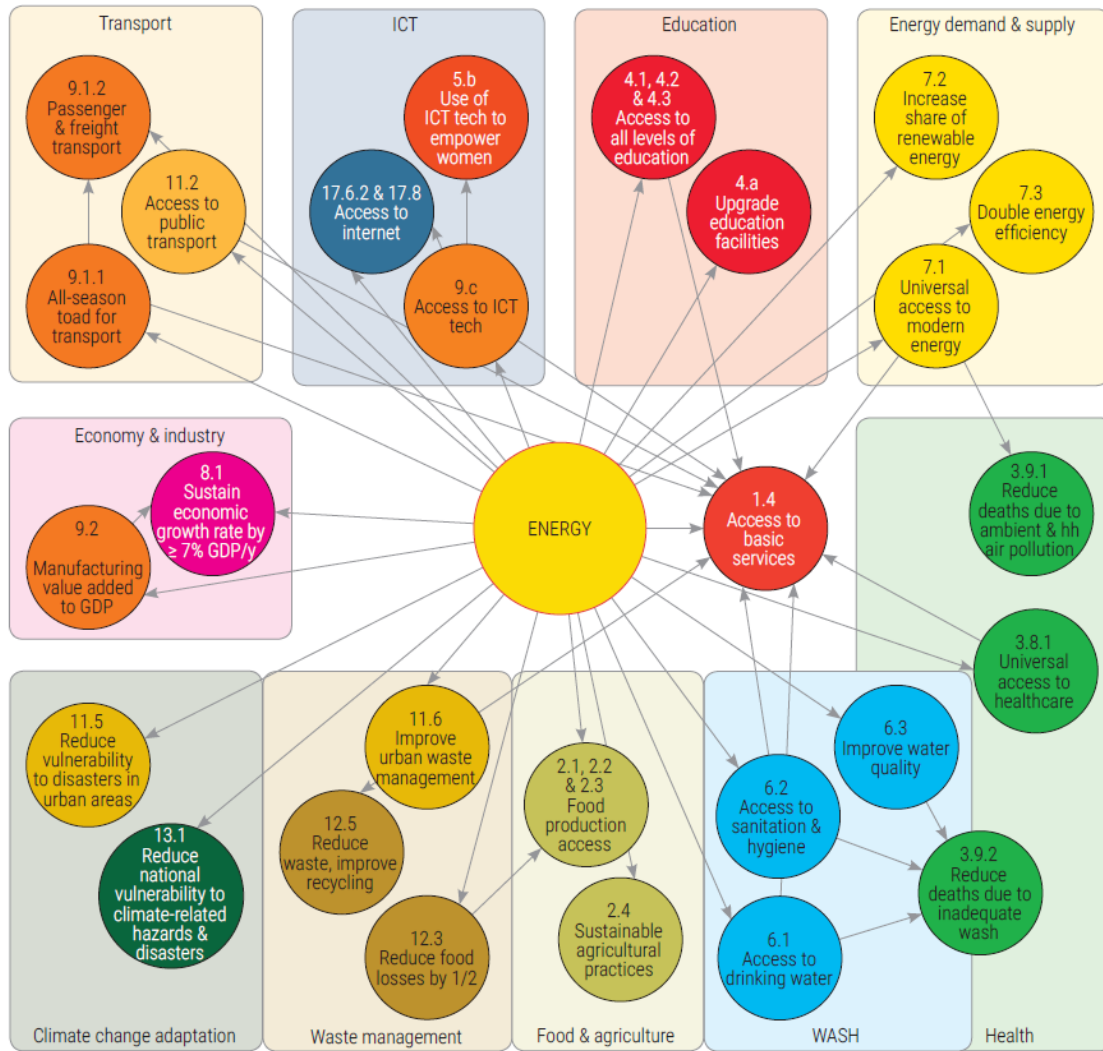 Transport
9.1.2
Passenger
& freight
transport
11.2
Access to
public
transport
9.1.1
All-season
toad for
transport
ICT
5.b
Use of
ICT tech to
empower
women
17.6.2 & 17.8
Access to
internet
9.c
Access to ICT
tech
Education
4.1, 4.2
& 4.3
Access to
all levels of
education
4.a
Upgrade
education
facilities
Energy demand & supply
7.2
Increase
share of
renewable
energy
7.3
Double energy
efficiency
7.1
Universal
access to
modern
energy
Economy & industry
8.1
Sustain
economic
growth rate by
≥ 7% GDP/y
9.2
Manufacturing
value added
to GDP
ENERGY
1.4
Access to
basic
services
3.9.1
Reduce
deaths due to
ambient & hh
air pollution
3.8.1
Universal
access to
healthcare
11.5
Reduce
vulnerability
to disasters in
urban areas
13.1
Reduce
national
vulnerability to
climate-related
hazards &
disasters
Climate change adaptation
11.6
Improve
urban waste
management
12.5
Reduce
waste, improve
recycling
12.3
Reduce food
losses by 1/2
Waste management
2.1, 2.2
& 2.3
Food
production
access
2.4
Sustainable
agricultural
practices
Food & agriculture
6.3
Improve water
quality
6.2
Access to
sanitation &
hygiene
6.1
Access to
drinking water
WASH
3.9.2
Reduce
deaths due to
inadequate
wash
Health